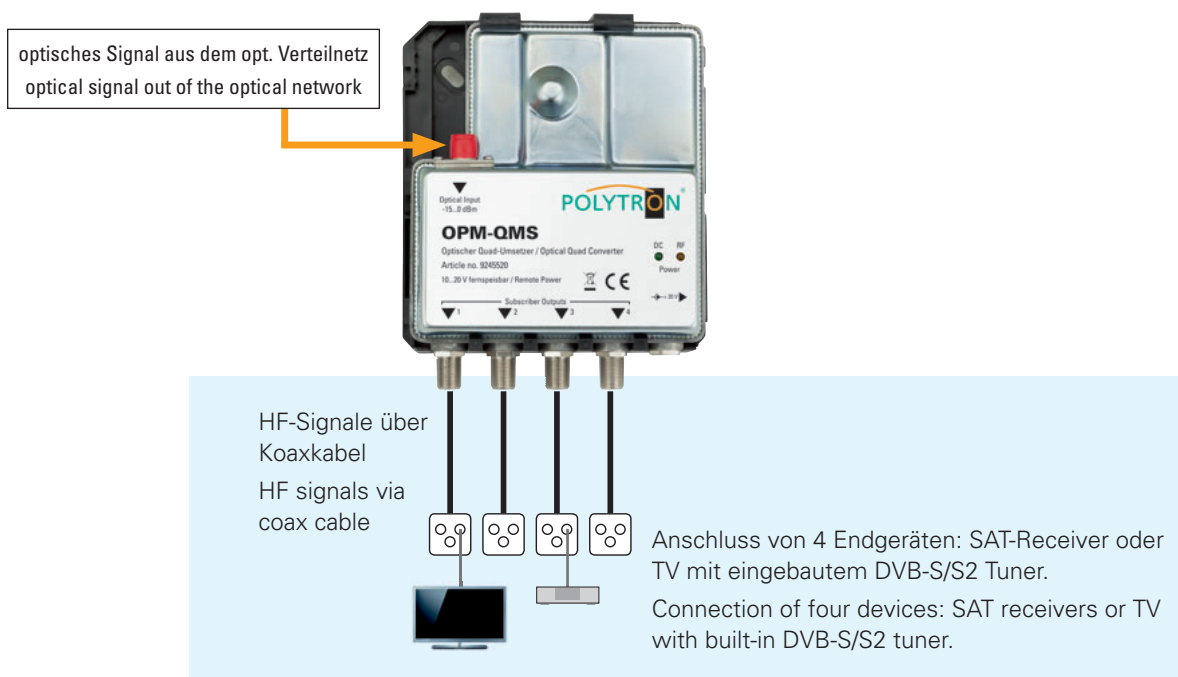 optisches Signal aus dem opt. Verteilnetz
optical signal out of the optical network
Optical Input
-15...0 dBm
POLYTRON®
OPM-QMS
Optischer Quad-Umsetzer / Optical Quad Converter
Article no. 9245520
10...20 V fernspeisbar / Remote Power
CE
DC RF
Power
20 V
Subscriber Outputs
1 2 3 4
HF-Signale über
Koaxkabel
HF signals via
coax cable
Anschluss von 4 Endgeräten: SAT-Receiver oder
TV mit eingebautem DVB-S/S2 Tuner.
Connection of four devices: SAT receivers or TV
with built-in DVB-S/S2 tuner.